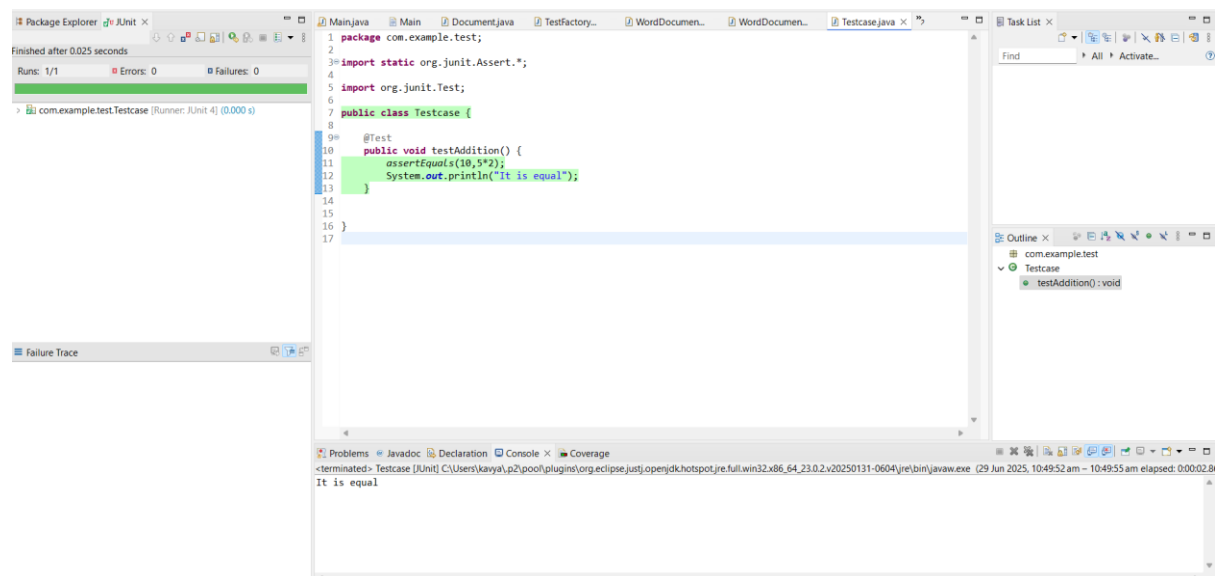 Package Explorer JUnit ×
Finished after 0.025 seconds
Runs: 1/1 Errors: 0 Failures: 0
com.example.test.Testcase [Runner: JUnit 4] (0.000 s)
Failure Trace
Main.java Main Document.java TestFactory... WordDocumen... WordDocumen... Testcase.java × »
1 package com.example.test;
2
3 import static org.junit.Assert.*;
4
5 import org.junit.Test;
6
7 public class Testcase {
8
9 @Test
10 public void testAddition() {
11 assertEquals(10,5*2);
12 System.out.println("It is equal");
13 }
14
15
16 }
17
Task List ×
Find All Activate...
Outline ×
com.example.test
Testcase
testAddition() : void
Problems Javadoc Declaration Console × Coverage
<terminated> Testcase [JUnit] C:\Users\kavya\.p2\pool\plugins\org.eclipse.justj.openjdk.hotspot.jre.full.win32.x86_64_23.0.2.v20250131-0604\jre\bin\javaw.exe (29 Jun 2025, 10:49:52 am – 10:49:55 am elapsed: 0:00:02.8
It is equal